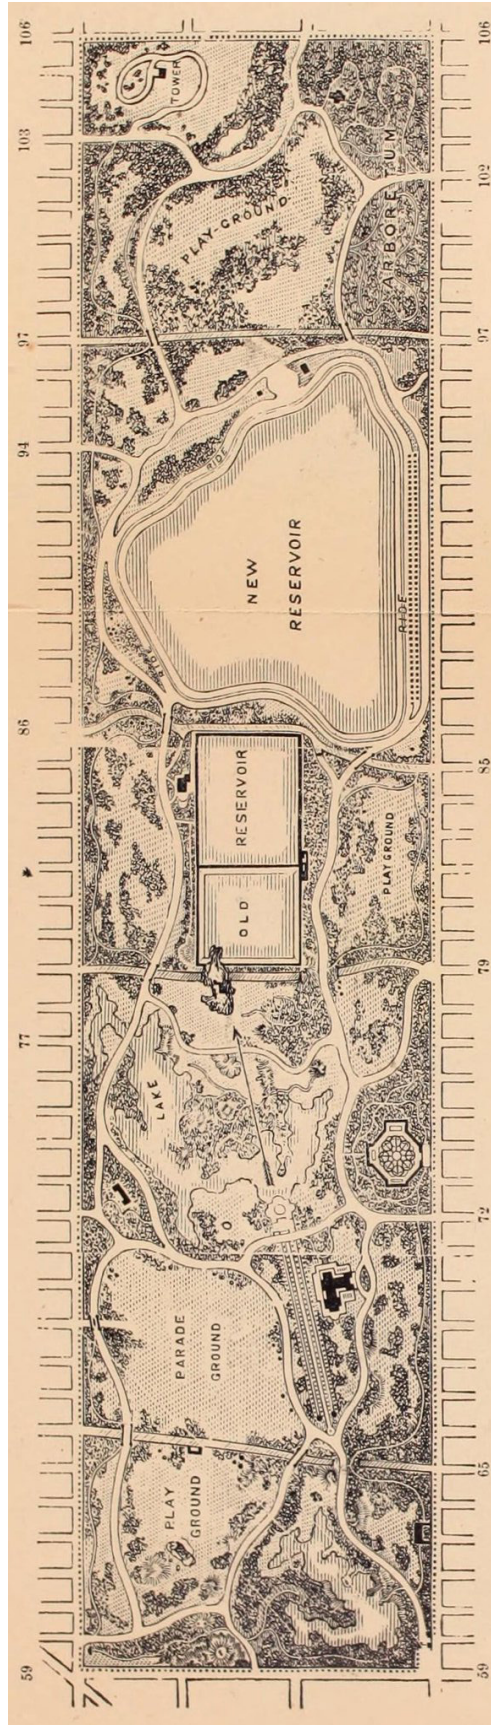 106
106
TOWER
103
102
ARBORETUM
PLAY-GROUND
97
97
94
RIDE
NEW
RESERVOIR
RIDE
RIDE
86
85
OLD RESERVOIR
PLAYGROUND
79
77
LAKE
72
PARADE
GROUND
65
PLAY
GROUND
59
59